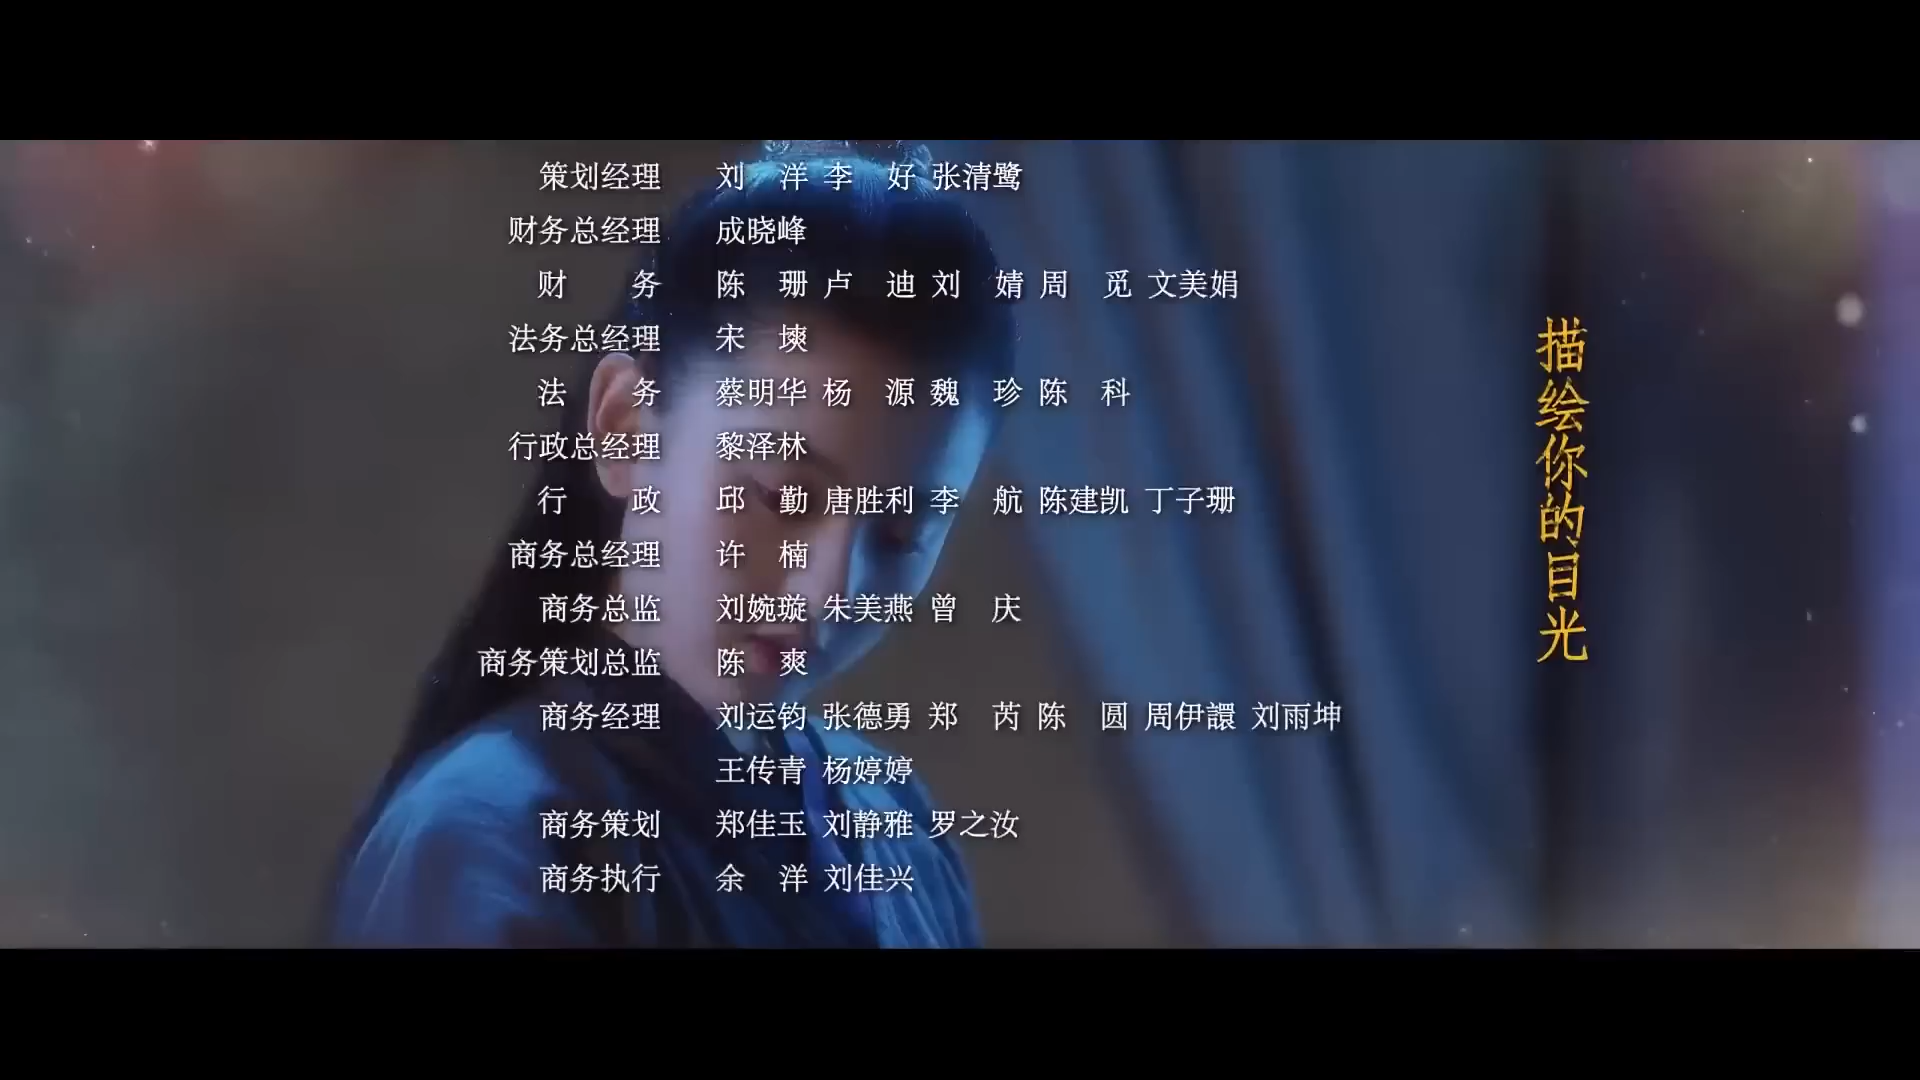 策划经理 刘洋 李好 张清鹭
财务总经理 成晓峰
财务 陈珊 卢迪 刘婧 周觅 文美娟
法务总经理 宋堧
法务 蔡明华 杨源 魏珍 陈科
行政总经理 黎泽林
行政 邱勤 唐胜利 李航 陈建凯 丁子珊
商务总经理 许楠
商务总监 刘婉璇 朱美燕 曾庆
商务策划总监 陈爽
商务经理 刘运钧 张德勇 郑芮 陈圆 周伊譞 刘雨坤
王传青 杨婷婷
商务策划 郑佳玉 刘静雅 罗之汝
商务执行 余洋 刘佳兴
描绘你的目光